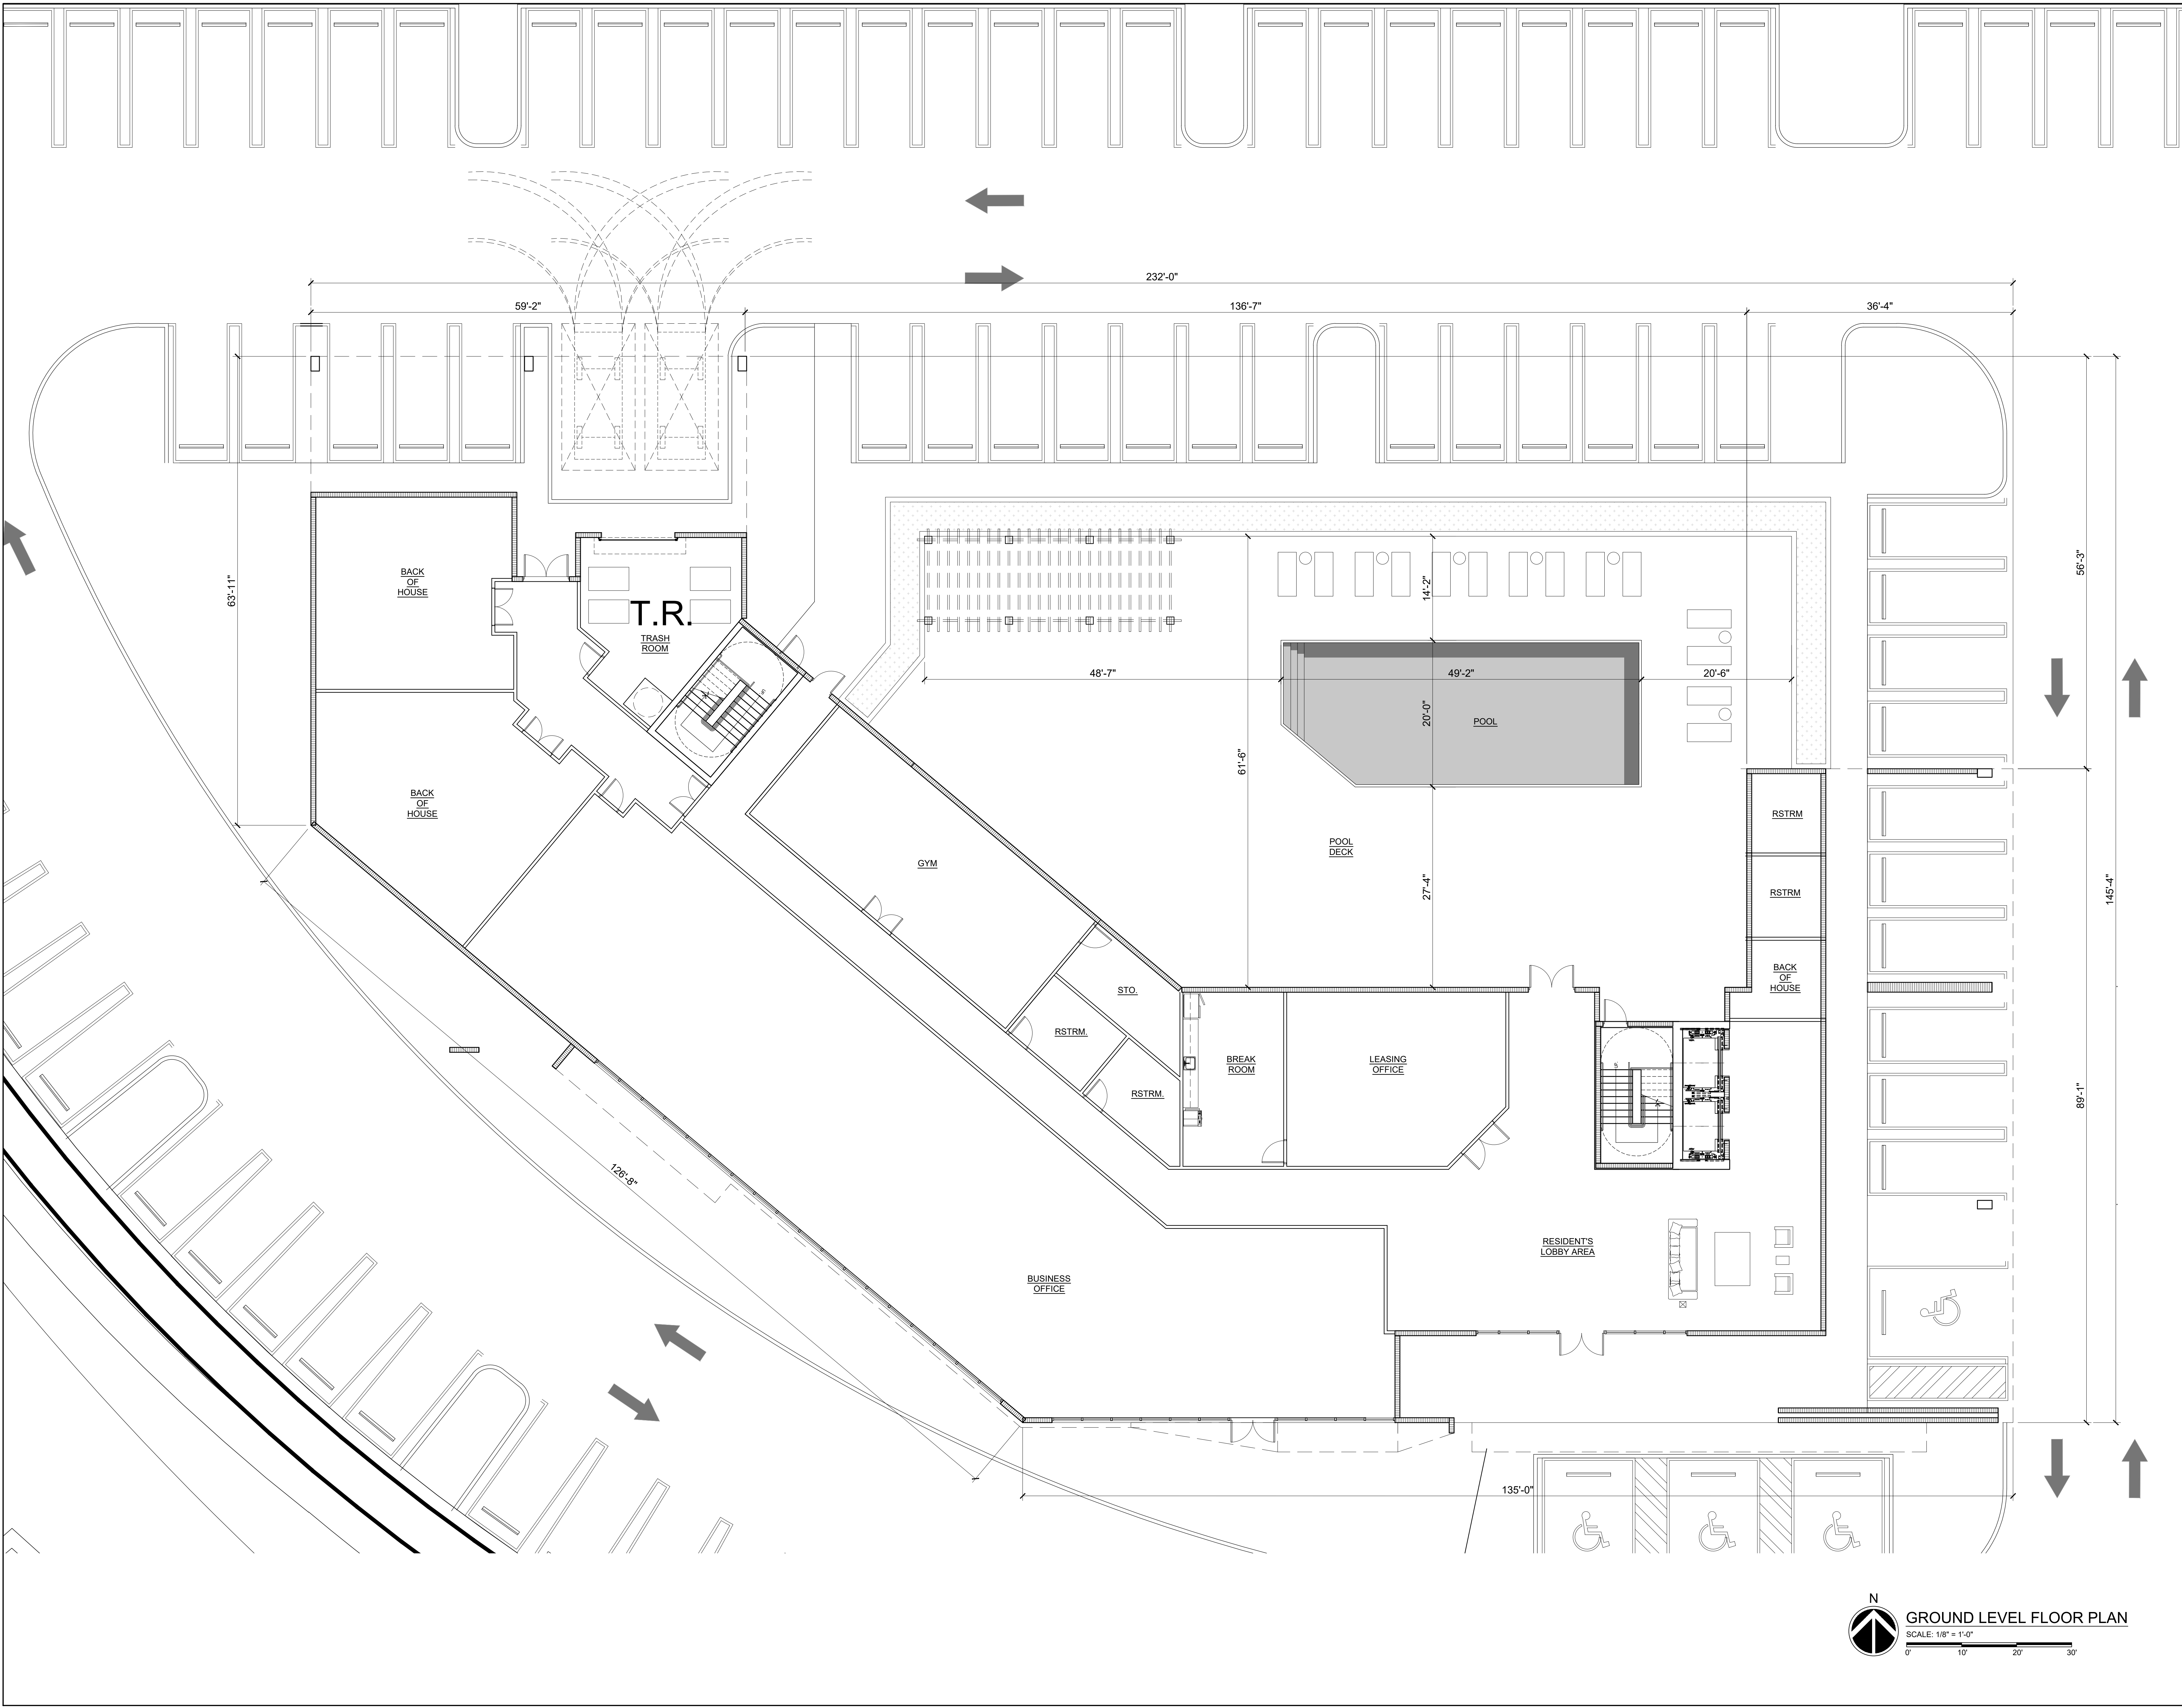 232'-0"
59'-2"
136'-7"
36'-4"
56'-3"
63'-11"
BACK
OF
HOUSE
T.R.
TRASH
ROOM
14'-2"
48'-7"
49'-2"
20'-6"
20'-0"
POOL
61'-6"
BACK
OF
HOUSE
RSTRM
POOL
DECK
GYM
27'-4"
RSTRM
145'-4"
BACK
OF
HOUSE
STO.
RSTRM.
BREAK
ROOM
LEASING
OFFICE
RSTRM.
89'-1"
126'-8"
RESIDENT'S
LOBBY AREA
BUSINESS
OFFICE
135'-0"
N
GROUND LEVEL FLOOR PLAN
SCALE: 1/8" = 1'-0"
0' 10' 20' 30'